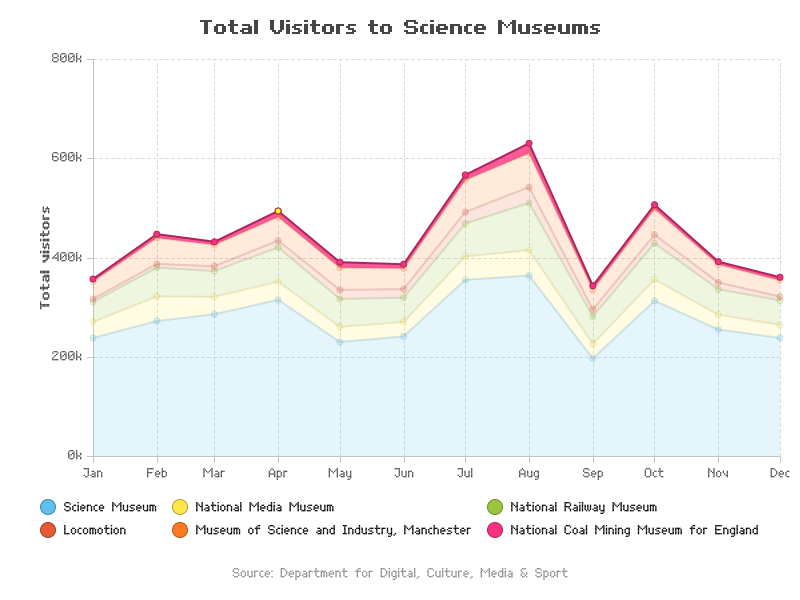 Total Visitors to Science Museums
800k
600k
400k
200k
0k
Total visitors
Jan Feb Mar Apr May Jun Jul Aug Sep Oct Nov Dec
Science Museum National Media Museum National Railway Museum
Locomotion Museum of Science and Industry, Manchester National Coal Mining Museum for England
Source: Department for Digital, Culture, Media & Sport